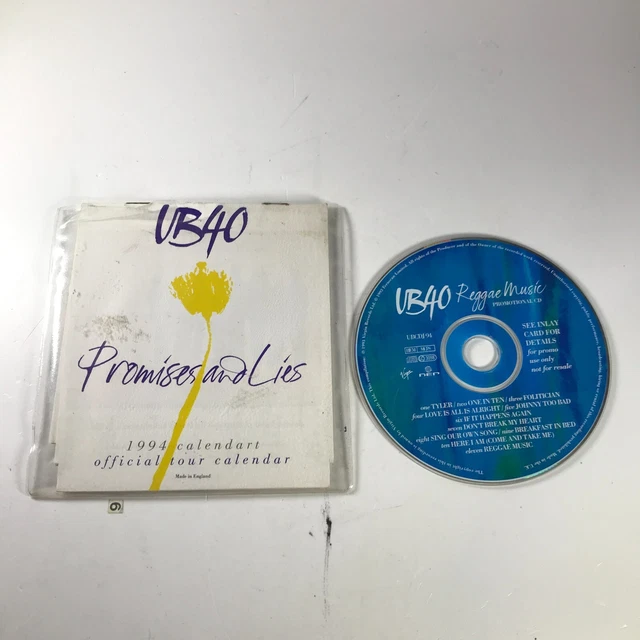 UB40
Promises and Lies
1994 calendart
official tour calendar
Made in England
6
UB40 Reggae Music
PROMOTIONAL CD
UBCDJ94
SEE INLAY
CARD FOR
DETAILS
for promo
use only
not for resale
Virgin
one TYLER / two ONE IN TEN / three FOLITICIAN
four LOVE IS ALL IS ALRIGHT / five JOHNNY TOO BAD
six IF IT HAPPENS AGAIN
seven DON'T BREAK MY HEART
eight SING OUR OWN SONG / nine BREAKFAST IN BED
ten HERE I AM (COME AND TAKE ME)
eleven REGGAE MUSIC